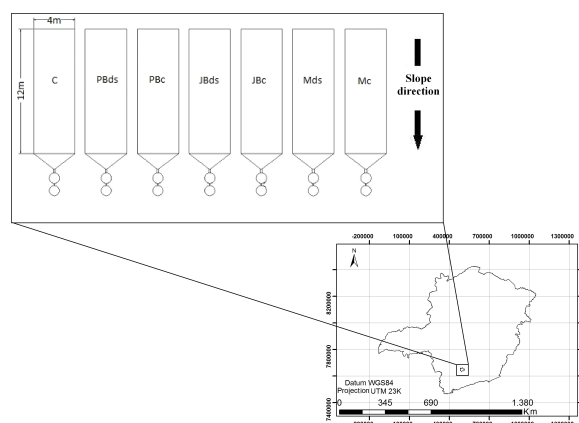 4m
12m
C
PBds
PBc
JBds
JBc
Mds
Mc
Slope
direction
-200000 100000 400000 700000 1000000 1300000
N
8200000
7800000
7400000
Datum WGS84
Projection UTM 23K
0 345 690 1.380
Km